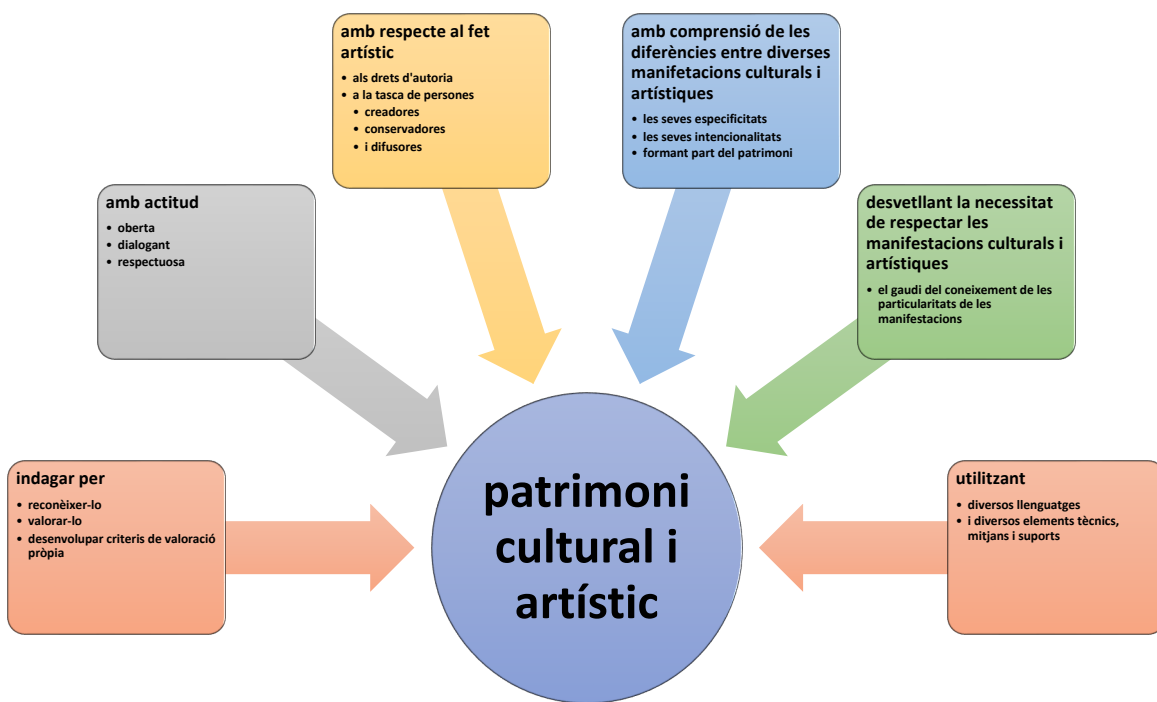 indagar per
• reconèixer-lo
• valorar-lo
• desenvolupar criteris de valoració
pròpia
amb actitud
• oberta
• dialogant
• respectuosa
amb respecte al fet
artístic
• als drets d'autoria
• a la tasca de persones
• creadores
• conservadores
• i difusores
amb comprensió de les
diferències entre diverses
manifetacions culturals i
artístiques
• les seves especificitats
• les seves intencionalitats
• formant part del patrimoni
desvetllant la necessitat
de respectar les
manifestacions culturals i
artístiques
• el gaudi del coneixement de les
particularitats de les
manifestacions
utilitzant
• diversos llenguatges
• i diversos elements tècnics,
mitjans i suports
patrimoni
cultural i
artístic